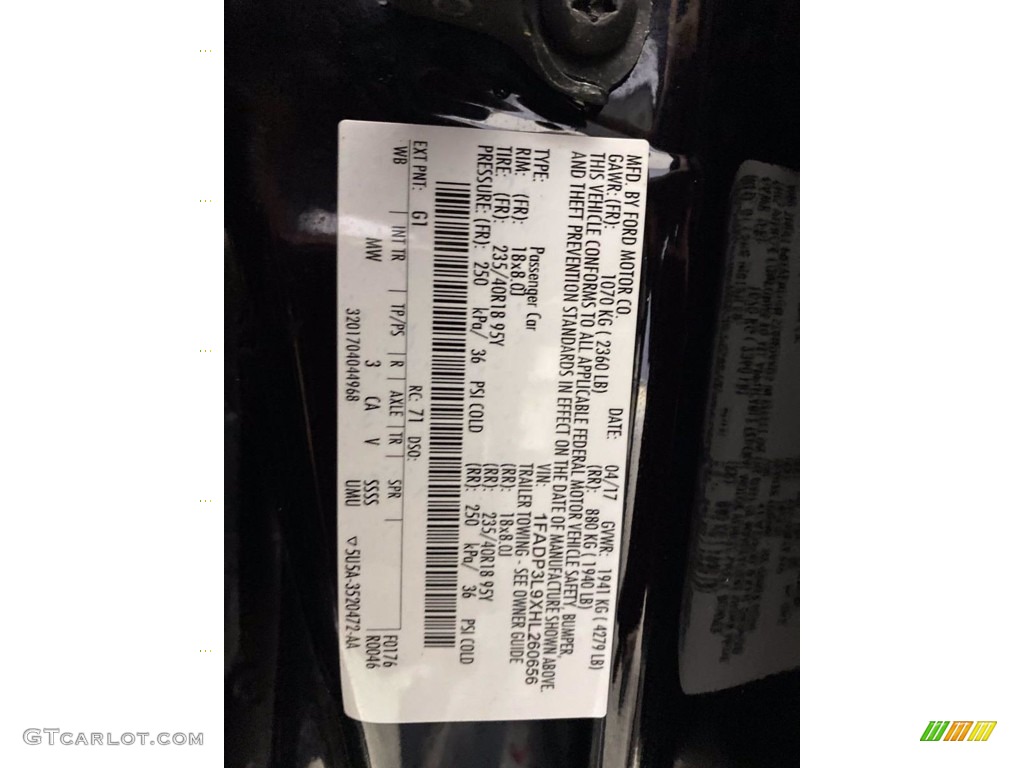 MFD. BY FORD MOTOR CO.
DATE: 04/17 GVWR: 1941 KG ( 4279 LB)
GAWR: (FR): 1070 KG ( 2360 LB) (RR): 880 KG ( 1940 LB)
THIS VEHICLE CONFORMS TO ALL APPLICABLE FEDERAL MOTOR VEHICLE SAFETY, BUMPER,
AND THEFT PREVENTION STANDARDS IN EFFECT ON THE DATE OF MANUFACTURE SHOWN ABOVE.
VIN: 1FADP3L9XHL260656
TYPE: Passenger Car TRAILER TOWING - SEE OWNER GUIDE
RIM: (FR): 18x8.0J (RR): 18x8.0J
TIRE: (FR): 235/40R18 95Y (RR): 235/40R18 95Y
PRESSURE: (FR): 250 kPa/ 36 PSI COLD (RR): 250 kPa/ 36 PSI COLD
EXT PNT: G1 RC: 71 DSO: F0176
WB INT TR TP/PS R AXLE TR SPR R0046
MW 3 CA V SSSS
3201704044968 UMU ▽5U5A-3520472-AA
GTCARLOT.COM